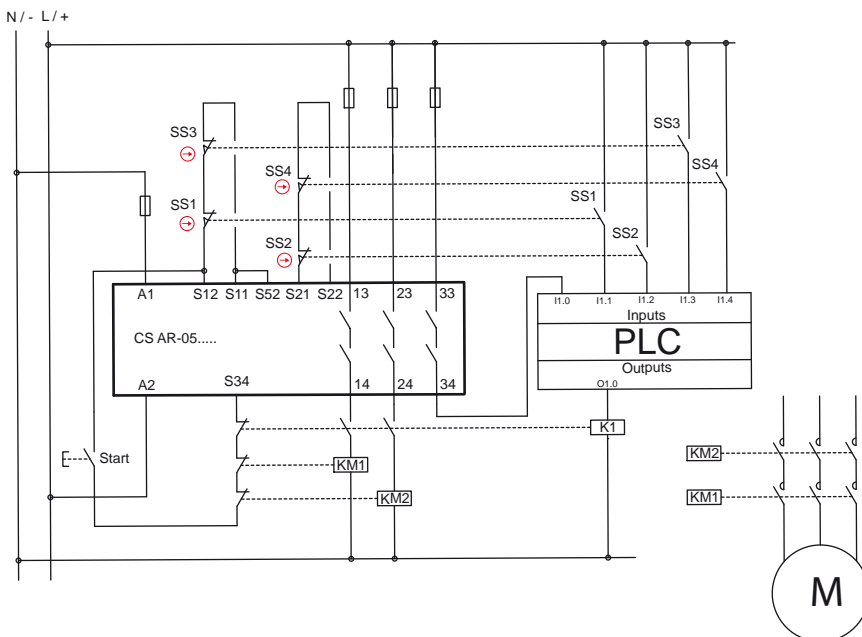 N / -  L / +
SS3
SS3
SS4
SS4
SS1
SS1
SS2
SS2
A1
S12
S11
S52
S21
S22
13
23
33
I1.0
I1.1
I1.2
I1.3
I1.4
Inputs
PLC
Outputs
O1.0
CS AR-05.....
A2
S34
14
24
34
K1
Start
KM1
KM2
KM2
KM1
M